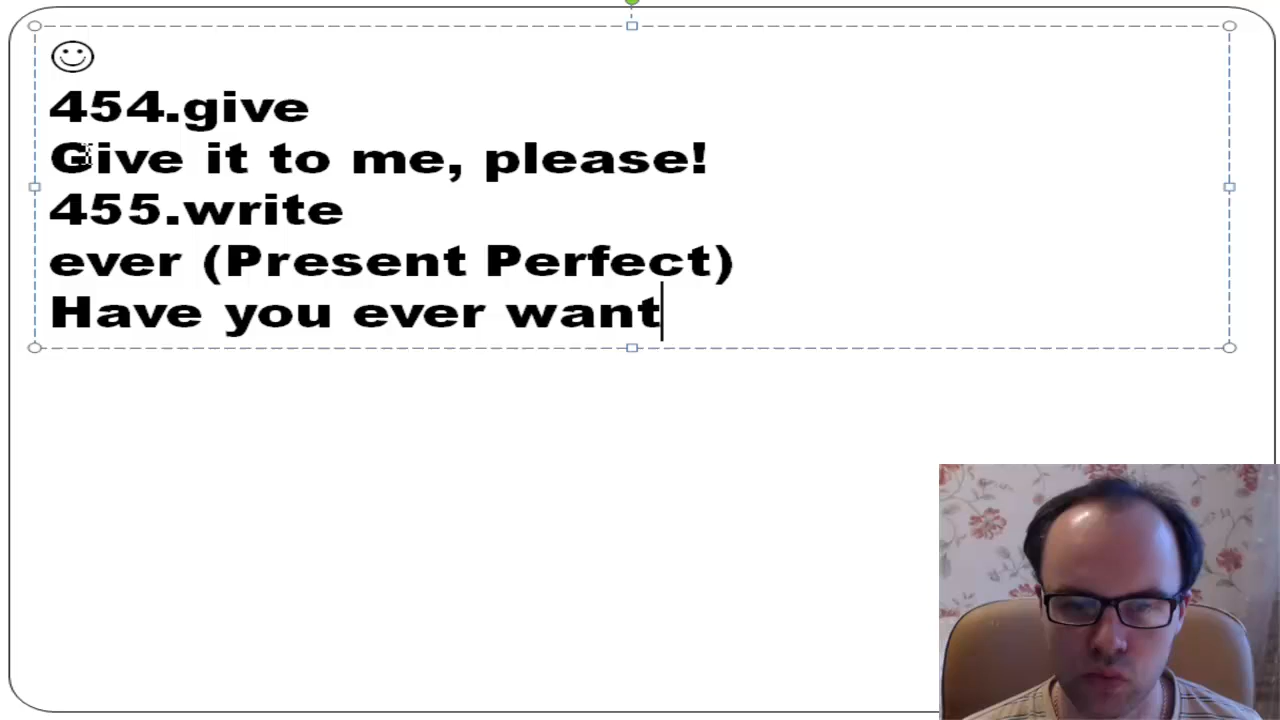 454.give
Give it to me, please!
455.write
ever (Present Perfect)
Have you ever want